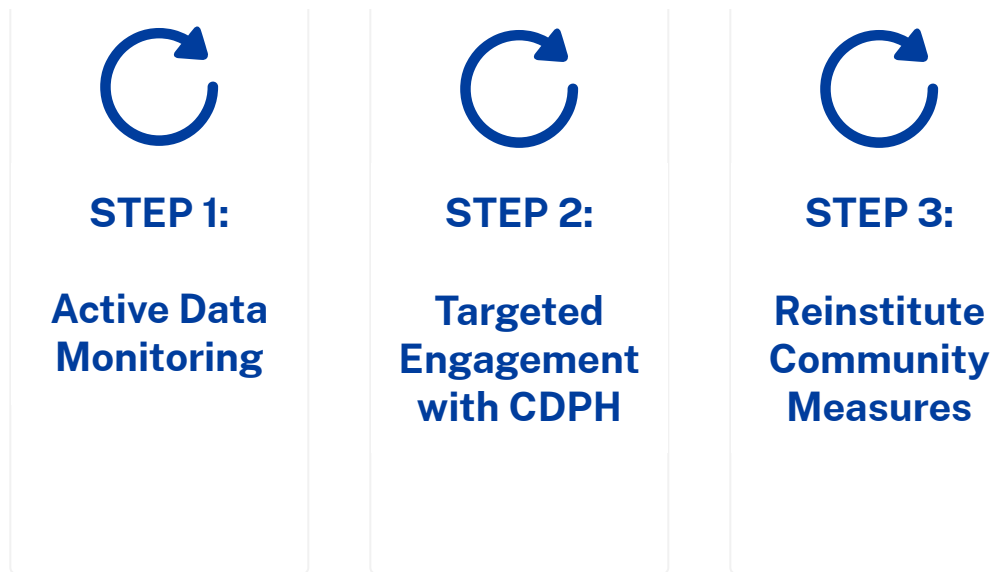 STEP 1:
Active Data
Monitoring
STEP 2:
Targeted
Engagement
with CDPH
STEP 3:
Reinstitute
Community
Measures